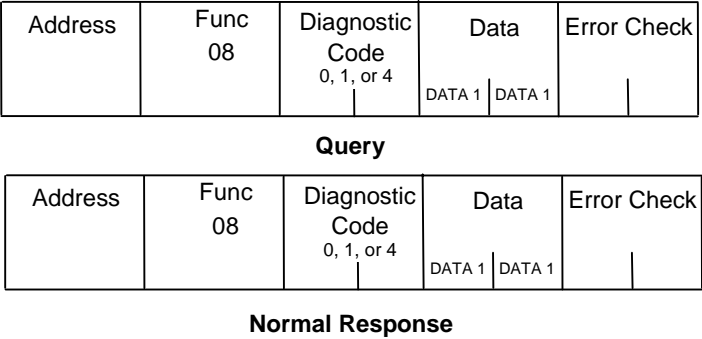 Address Func Diagnostic Data Error Check
08 Code
0, 1, or 4
DATA 1 DATA 1
Query
Address Func Diagnostic Data Error Check
08 Code
0, 1, or 4
DATA 1 DATA 1
Normal Response